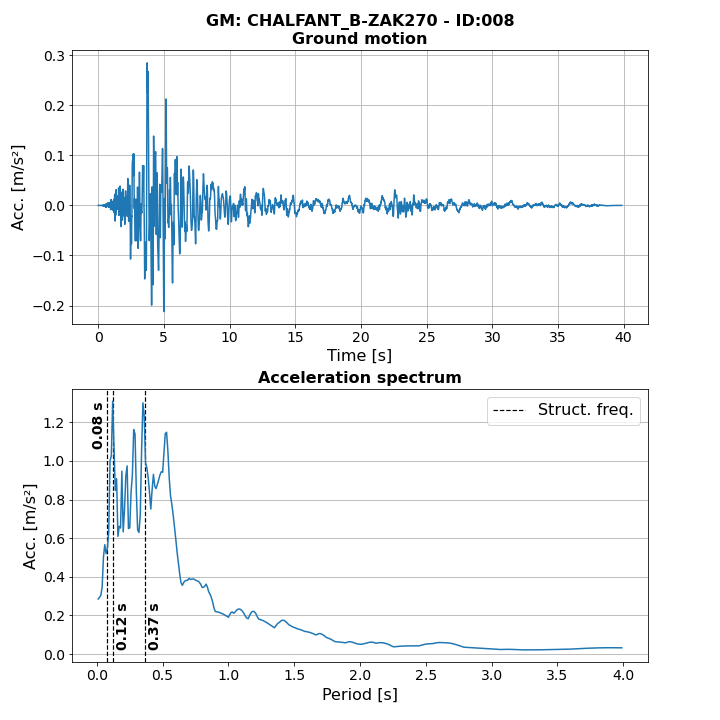 GM: CHALFANT_B-ZAK270 - ID:008
Ground motion
0.3
0.2
0.1
0.0
−0.1
−0.2
Acc. [m/s²]
0
5
10
15
20
25
30
35
40
Time [s]
Acceleration spectrum
1.2
1.0
0.8
0.6
0.4
0.2
0.0
Acc. [m/s²]
0.08 s
0.12 s
0.37 s
Struct. freq.
0.0
0.5
1.0
1.5
2.0
2.5
3.0
3.5
4.0
Period [s]